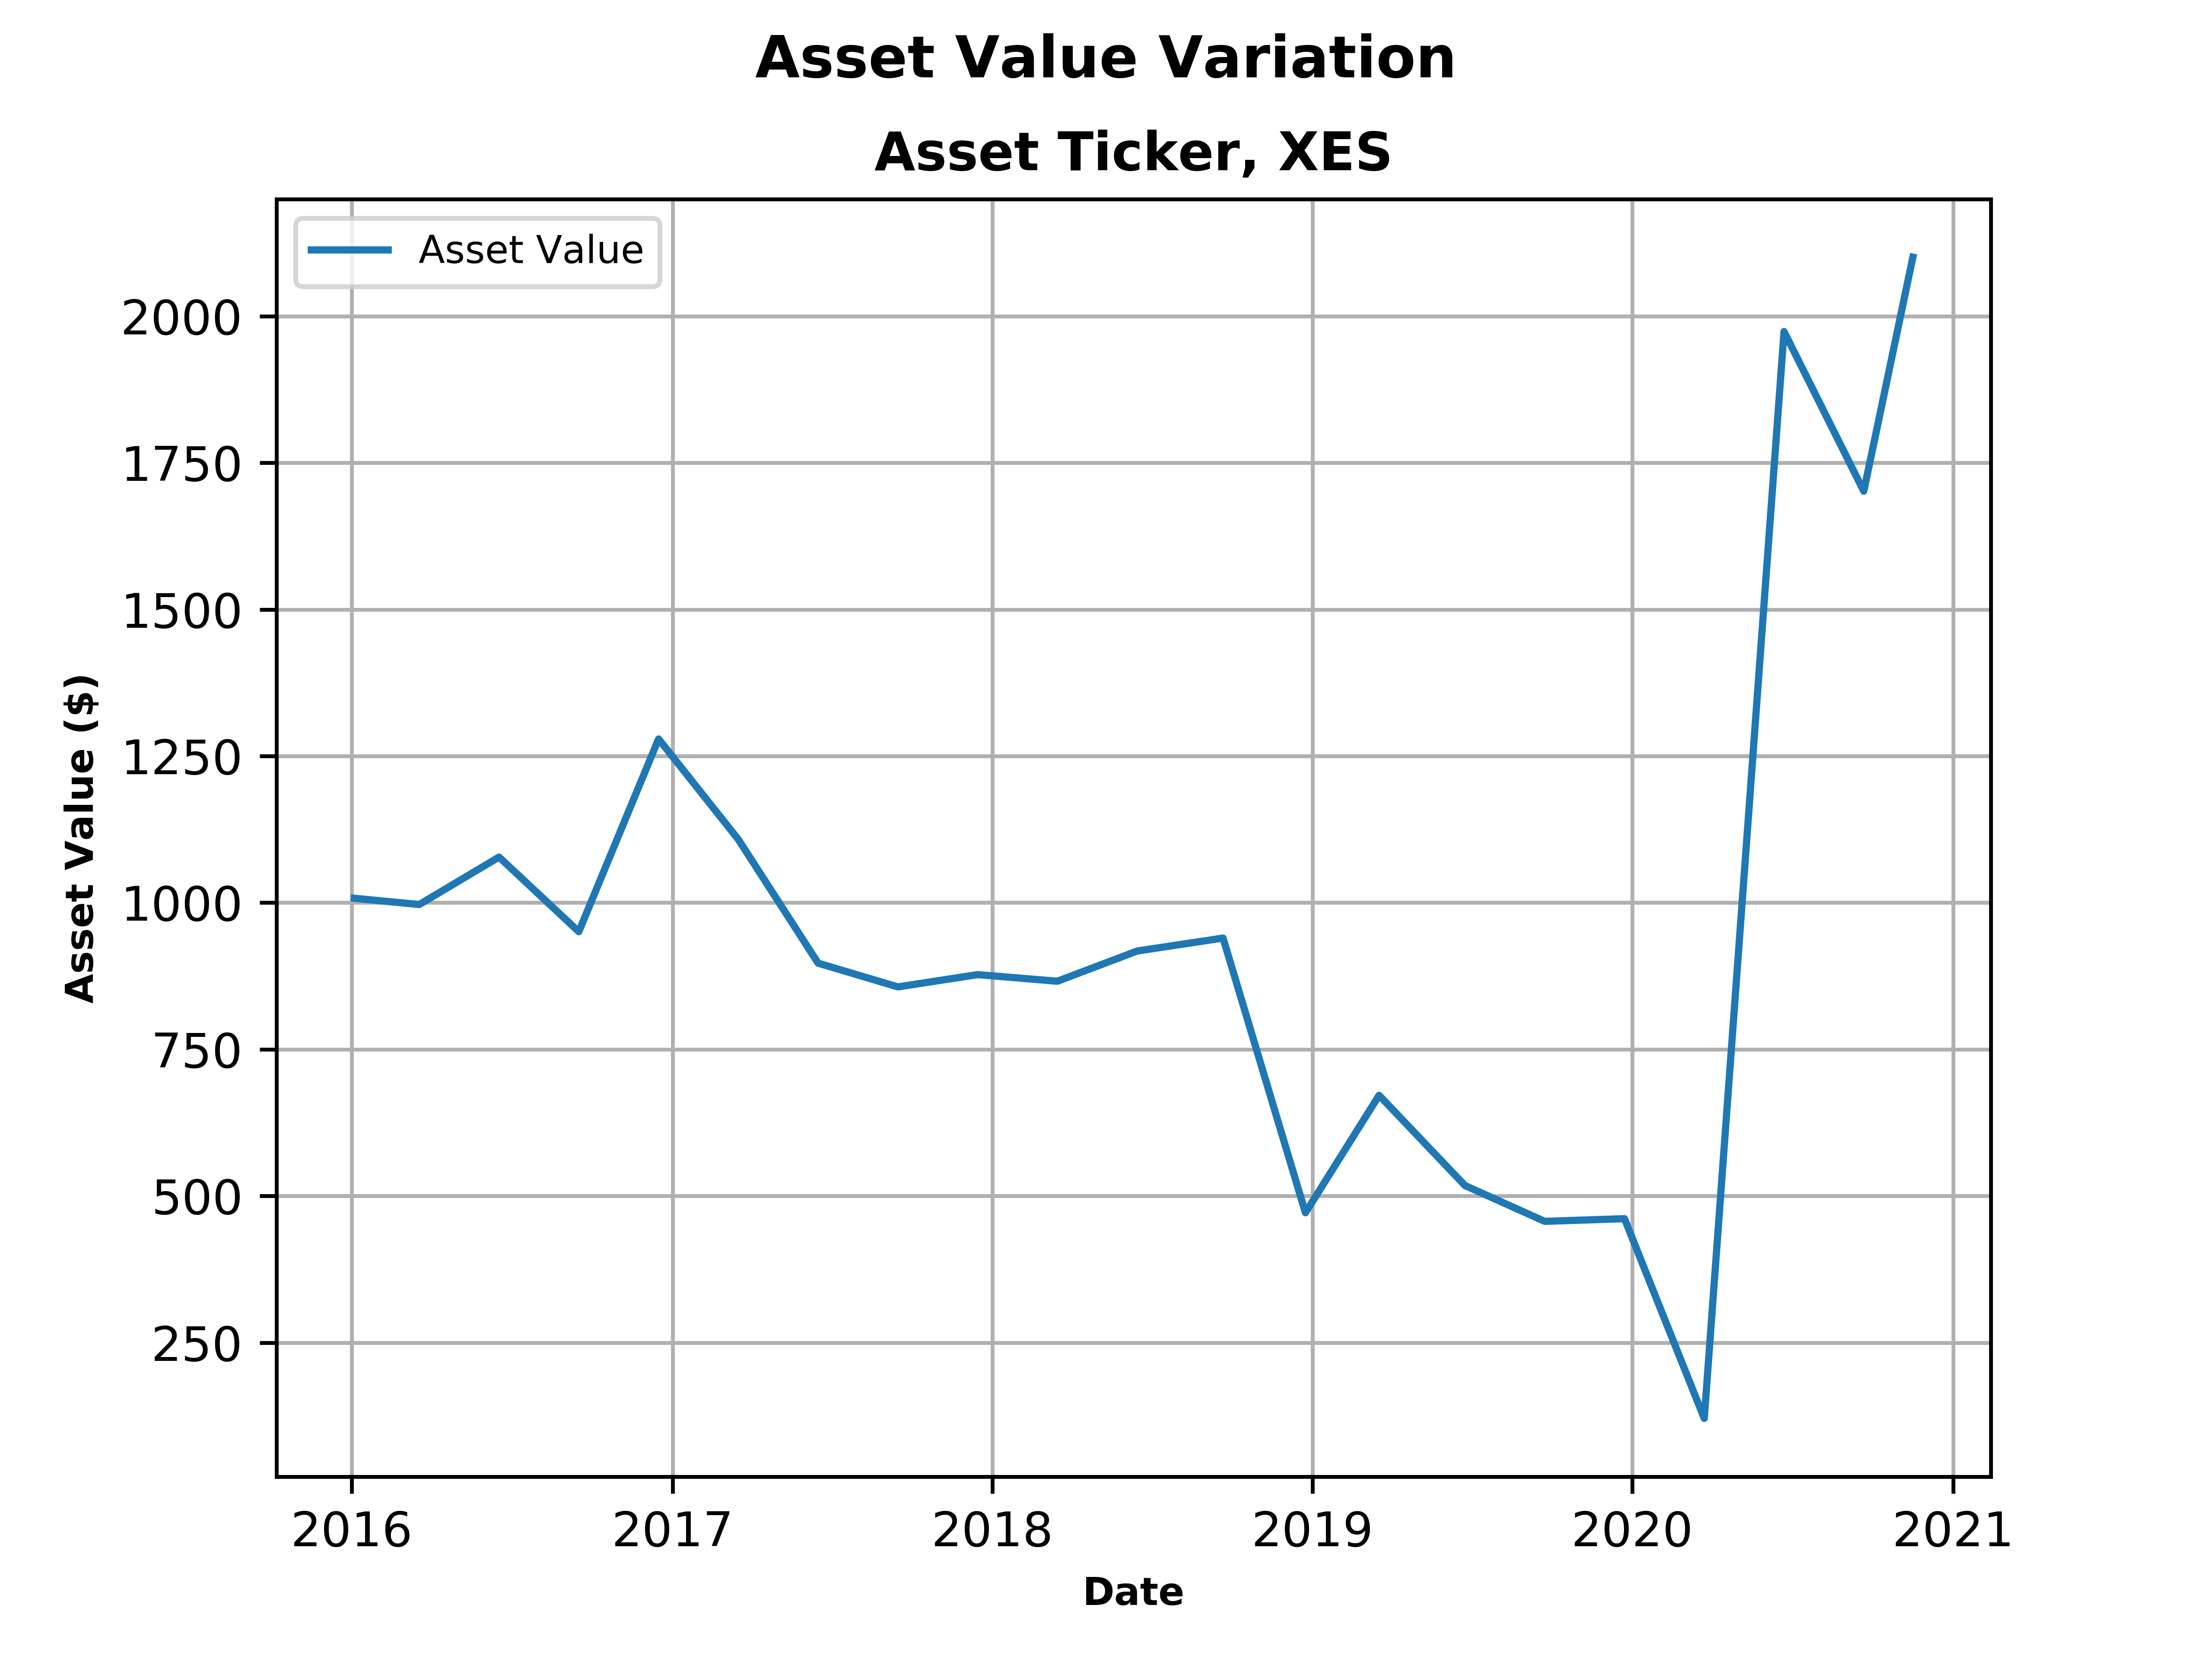 Asset Value Variation
Asset Ticker, XES
Asset Value
2000
1750
1500
1250
1000
750
500
250
Asset Value ($)
2016 2017 2018 2019 2020 2021
Date